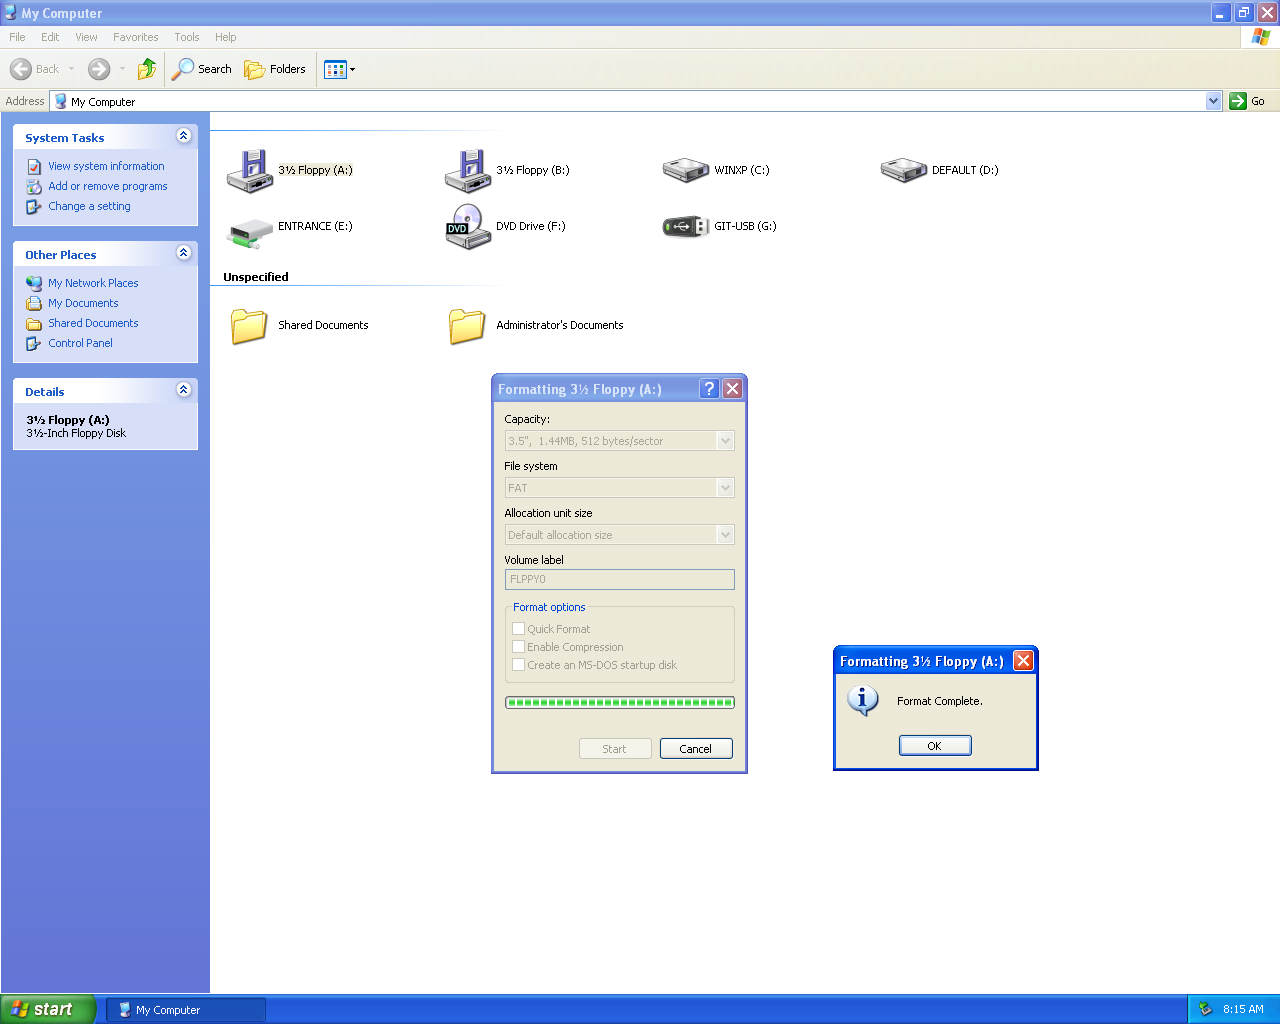 My Computer
File Edit View Favorites Tools Help
Back Search Folders
Address My Computer Go
System Tasks
View system information
Add or remove programs
Change a setting
Other Places
My Network Places
My Documents
Shared Documents
Control Panel
Details
3½ Floppy (A:)
3½-Inch Floppy Disk
3½ Floppy (A:) 3½ Floppy (B:) WINXP (C:) DEFAULT (D:)
ENTRANCE (E:) DVD DVD Drive (F:) GIT-USB (G:)
Unspecified
Shared Documents Administrator's Documents
Formatting 3½ Floppy (A:) ?
Capacity:
3.5", 1.44MB, 512 bytes/sector
File system
FAT
Allocation unit size
Default allocation size
Volume label
FLPPY0
Format options
Quick Format
Enable Compression
Create an MS-DOS startup disk
Start Cancel
Formatting 3½ Floppy (A:)
Format Complete.
OK
start My Computer 8:15 AM